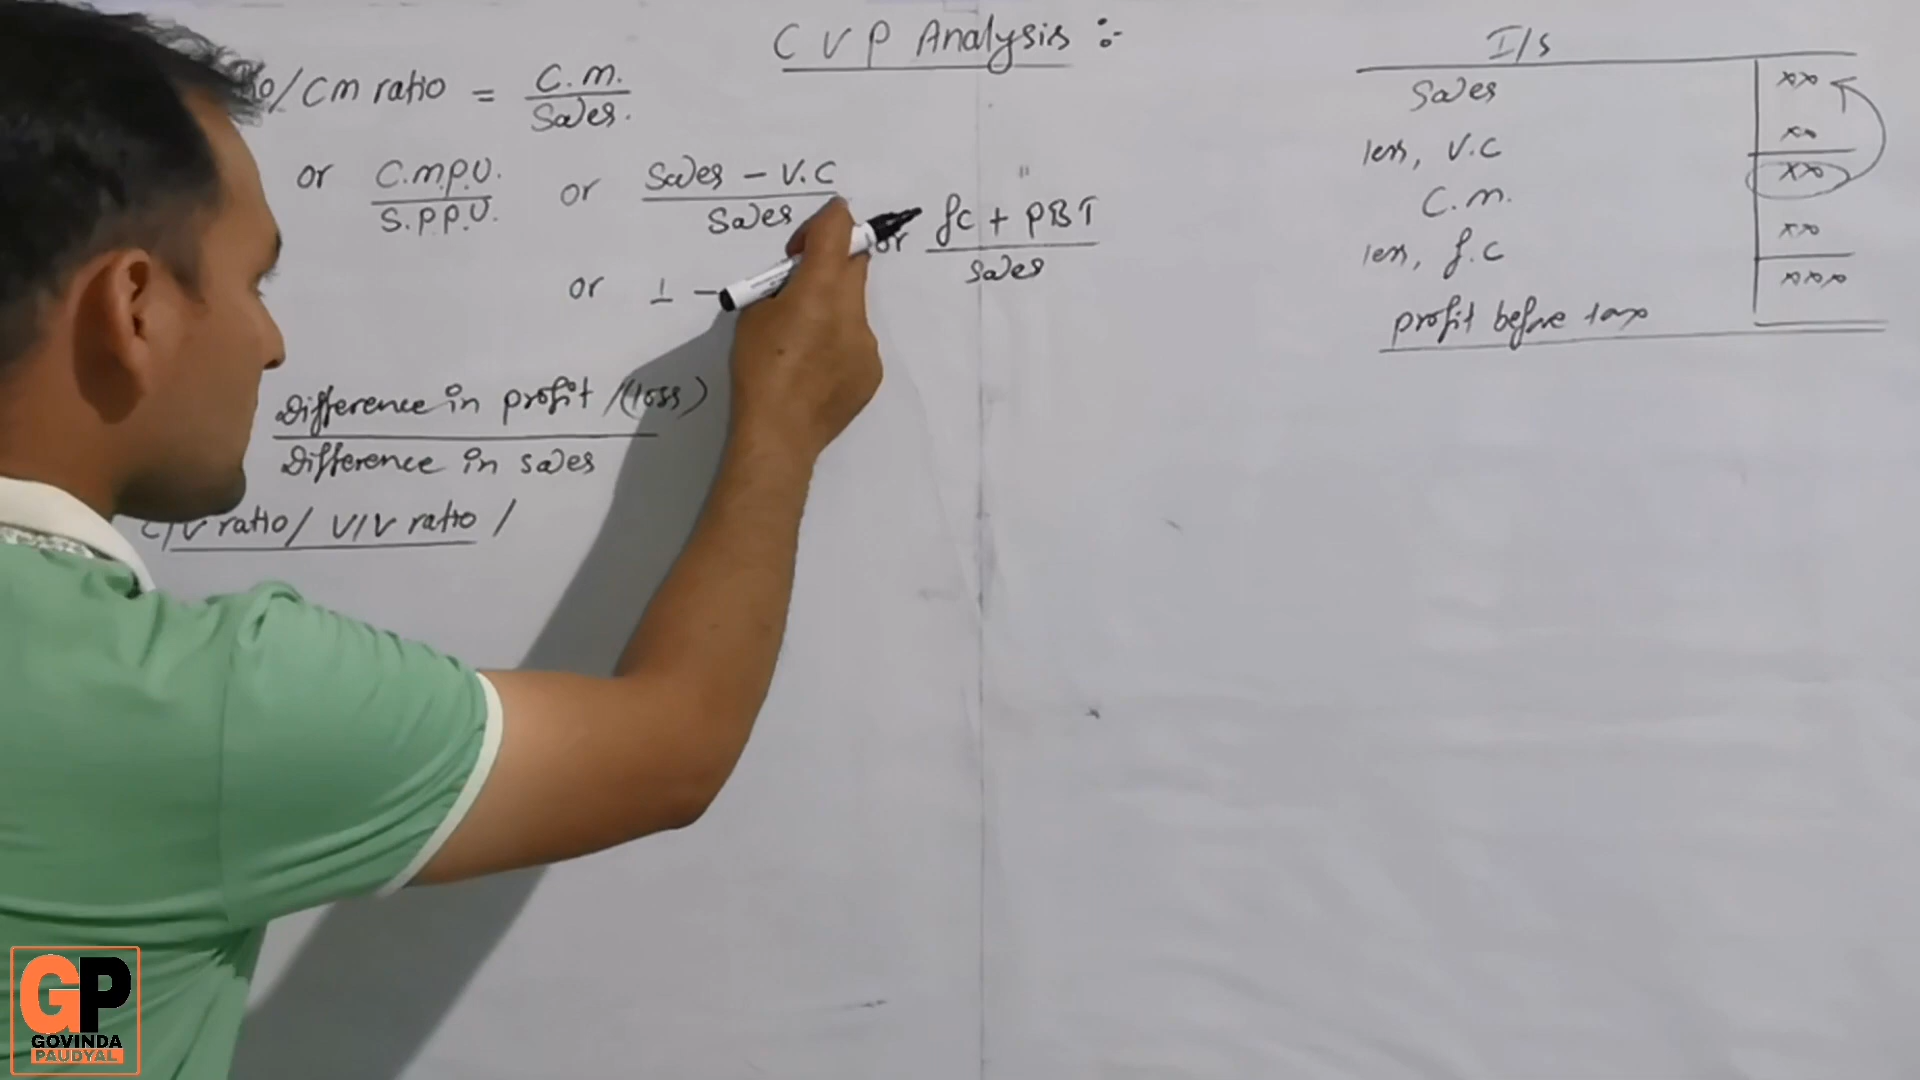 C V P Analysis :-
/CM ratio = C.M. / Sales.
or C.M.P.U. / S.P.P.U. or Sales - V.C / Sales or FC + PBT / Sales
or 1 -
Difference in profit /(loss)
Difference in sales
C/V ratio / V/V ratio /
I/S
Sales xx
less, V.C xx
C.M. xx
less, F.C xx
profit before tax xxx
GP
GOVINDA
PAUDYAL